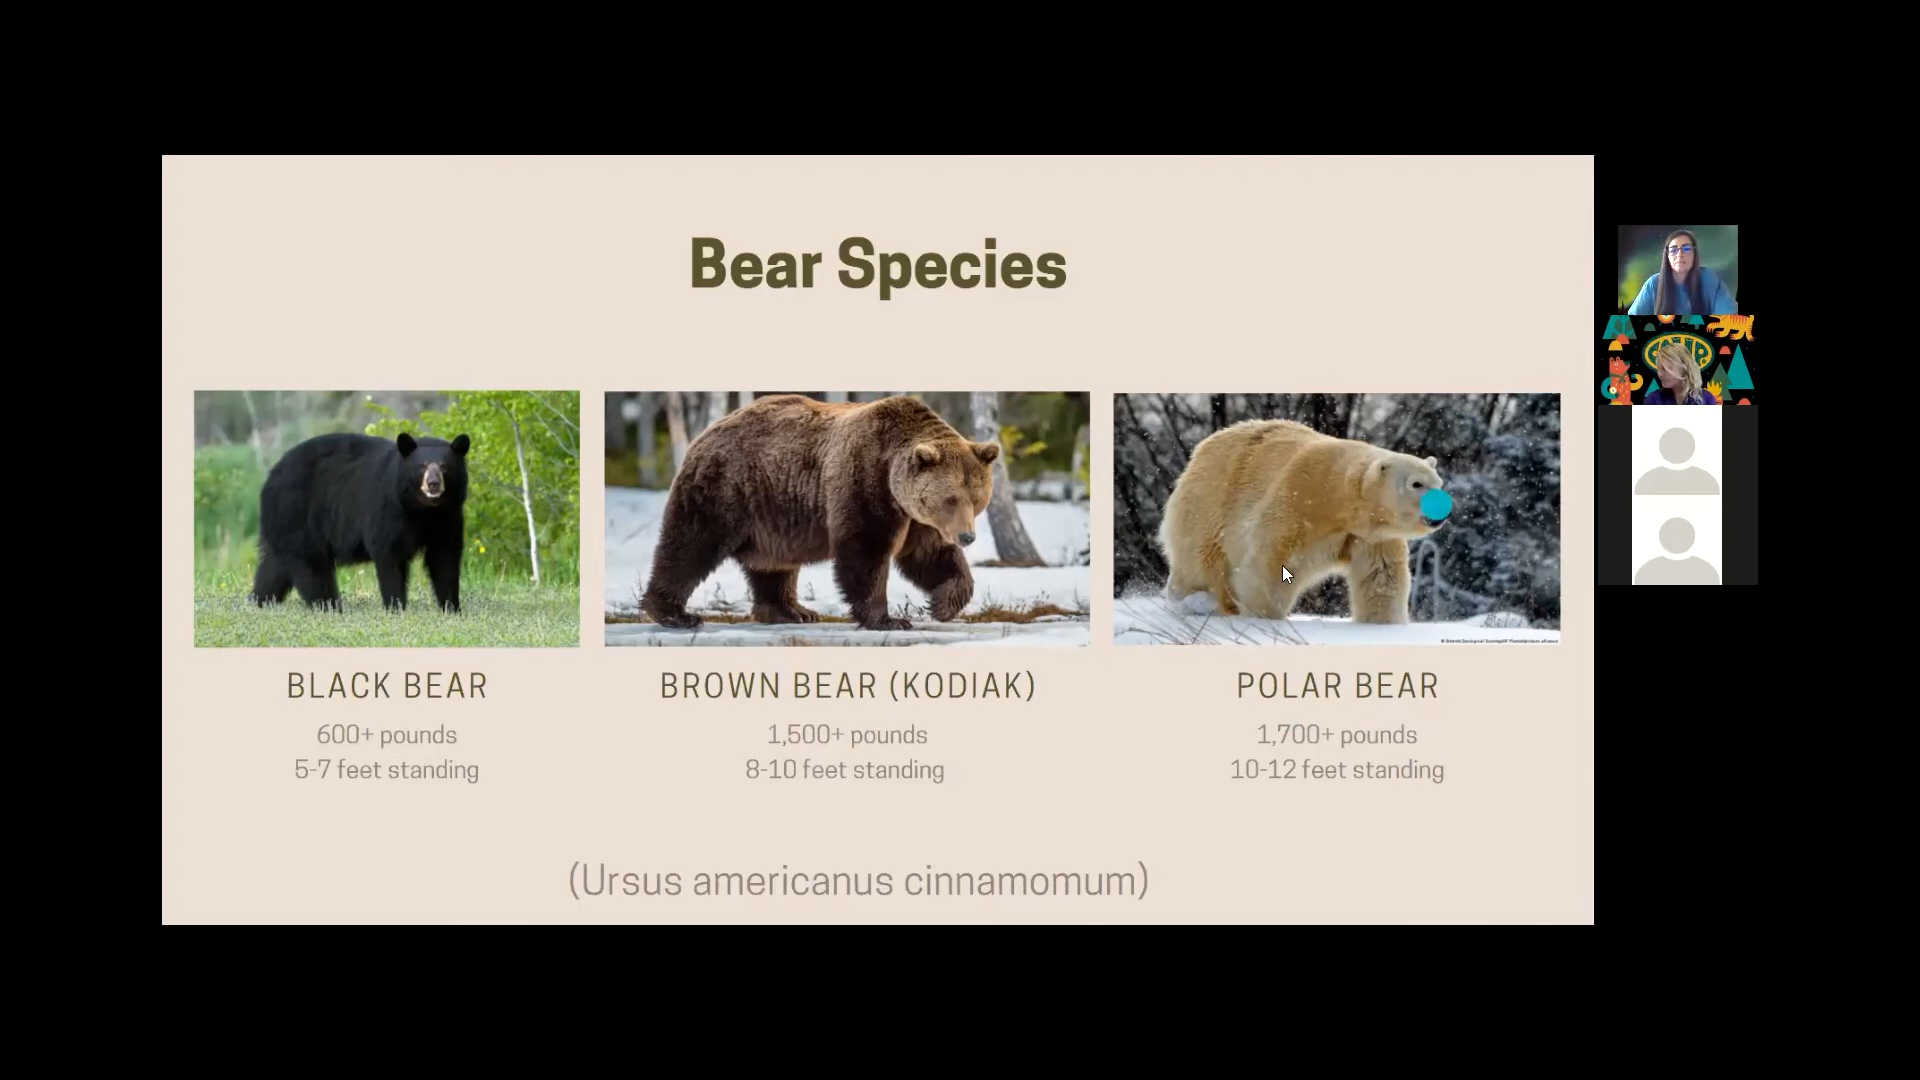 Bear Species
BLACK BEAR
600+ pounds
5-7 feet standing
BROWN BEAR (KODIAK)
1,500+ pounds
8-10 feet standing
POLAR BEAR
1,700+ pounds
10-12 feet standing
(Ursus americanus cinnamomum)